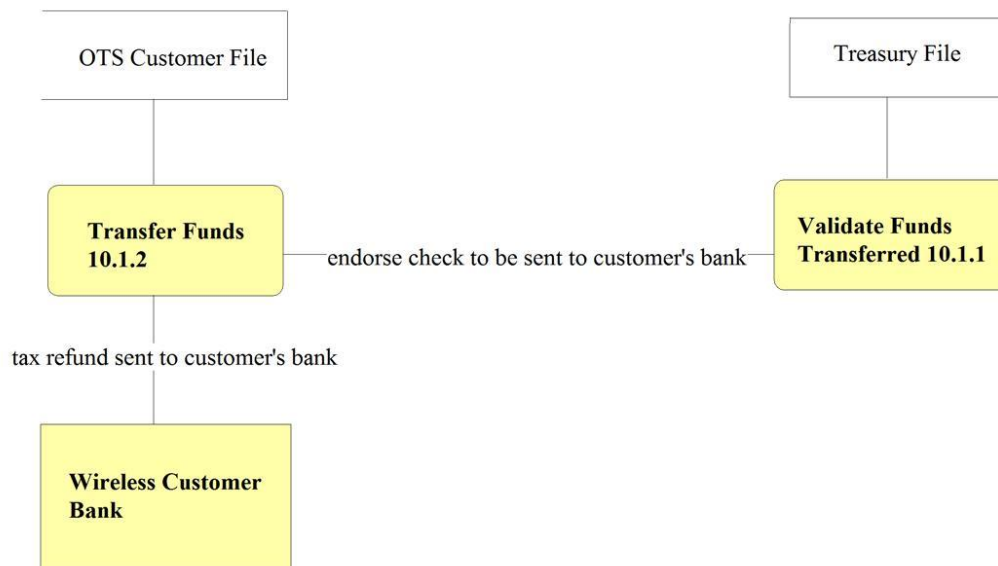 OTS Customer File
Treasury File
Transfer Funds
10.1.2
endorse check to be sent to customer's bank
Validate Funds
Transferred 10.1.1
tax refund sent to customer's bank
Wireless Customer
Bank